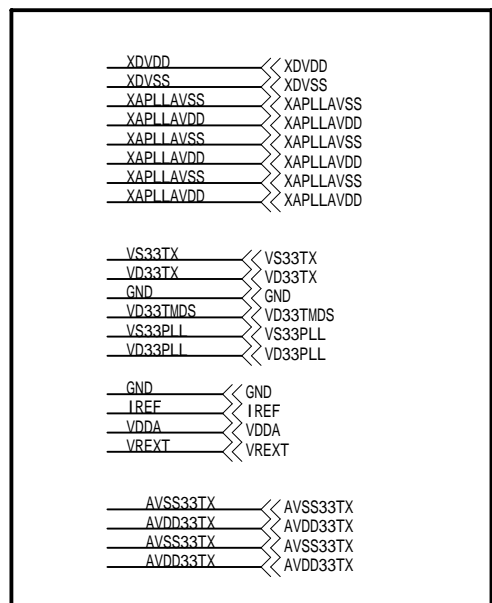 XDVDD XDVDD
XDVSS XDVSS
XAPLLAVSS XAPLLAVSS
XAPLLAVDD XAPLLAVDD
XAPLLAVSS XAPLLAVSS
XAPLLAVDD XAPLLAVDD
XAPLLAVSS XAPLLAVSS
XAPLLAVDD XAPLLAVDD
VS33TX VS33TX
VD33TX VD33TX
GND GND
VD33TMDS VD33TMDS
VS33PLL VS33PLL
VD33PLL VD33PLL
GND GND
IREF IREF
VDDA VDDA
VREXT VREXT
AVSS33TX AVSS33TX
AVDD33TX AVDD33TX
AVSS33TX AVSS33TX
AVDD33TX AVDD33TX